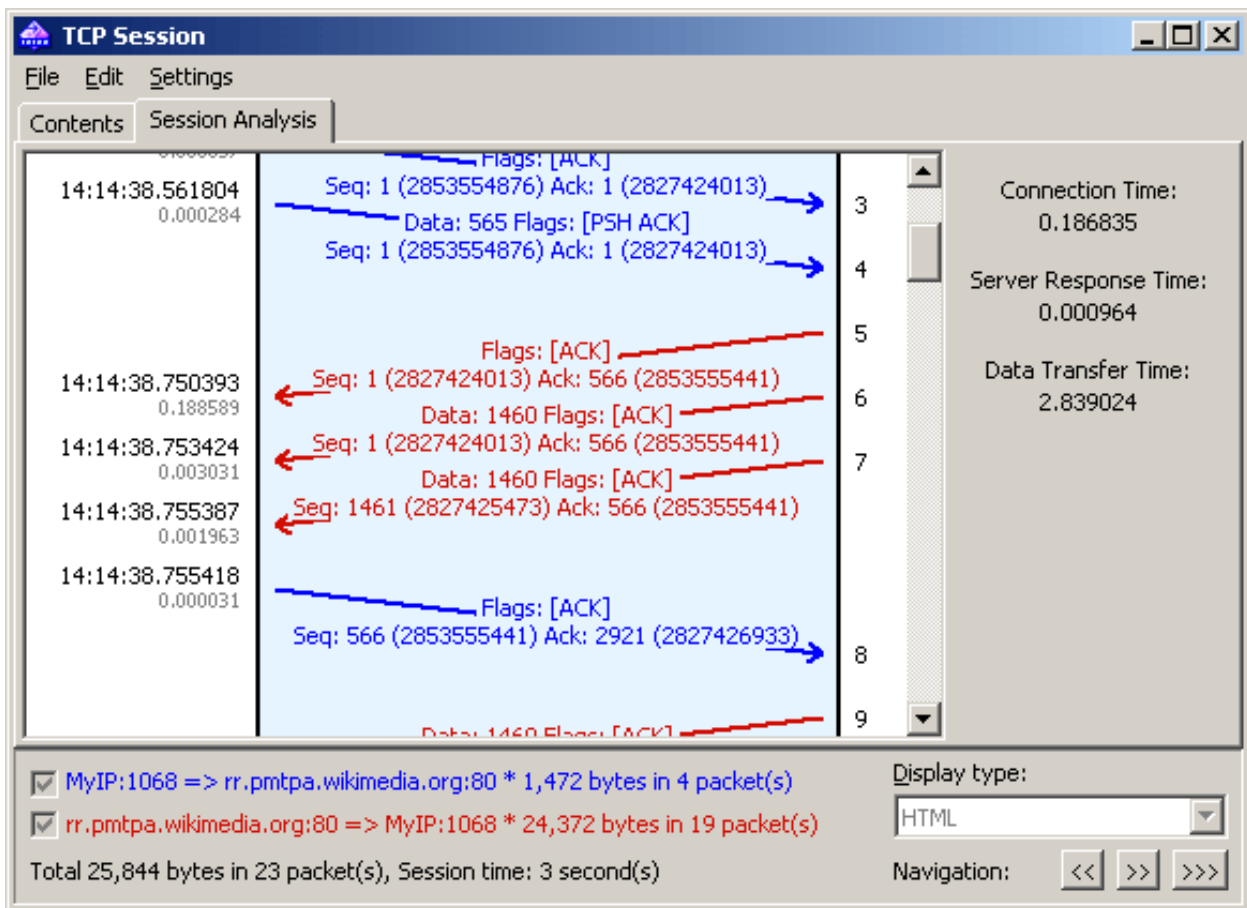 TCP Session
File Edit Settings
Contents Session Analysis
Flags: [ACK]
14:14:38.561804 Seq: 1 (2853554876) Ack: 1 (2827424013) 3
0.000284
Data: 565 Flags: [PSH ACK]
Seq: 1 (2853554876) Ack: 1 (2827424013) 4
5
Flags: [ACK]
14:14:38.750393 Seq: 1 (2827424013) Ack: 566 (2853555441)
0.188589 6
Data: 1460 Flags: [ACK]
14:14:38.753424 Seq: 1 (2827424013) Ack: 566 (2853555441)
0.003031 7
Data: 1460 Flags: [ACK]
14:14:38.755387 Seq: 1461 (2827425473) Ack: 566 (2853555441)
0.001963
14:14:38.755418
0.000031
Flags: [ACK]
Seq: 566 (2853555441) Ack: 2921 (2827426933)
8
9
Data: 1460 Flags: [ACK]
Connection Time:
0.186835
Server Response Time:
0.000964
Data Transfer Time:
2.839024
MyIP:1068 => rr.pmtpa.wikimedia.org:80 * 1,472 bytes in 4 packet(s)
rr.pmtpa.wikimedia.org:80 => MyIP:1068 * 24,372 bytes in 19 packet(s)
Total 25,844 bytes in 23 packet(s), Session time: 3 second(s)
Display type:
HTML
Navigation: << >> >>>